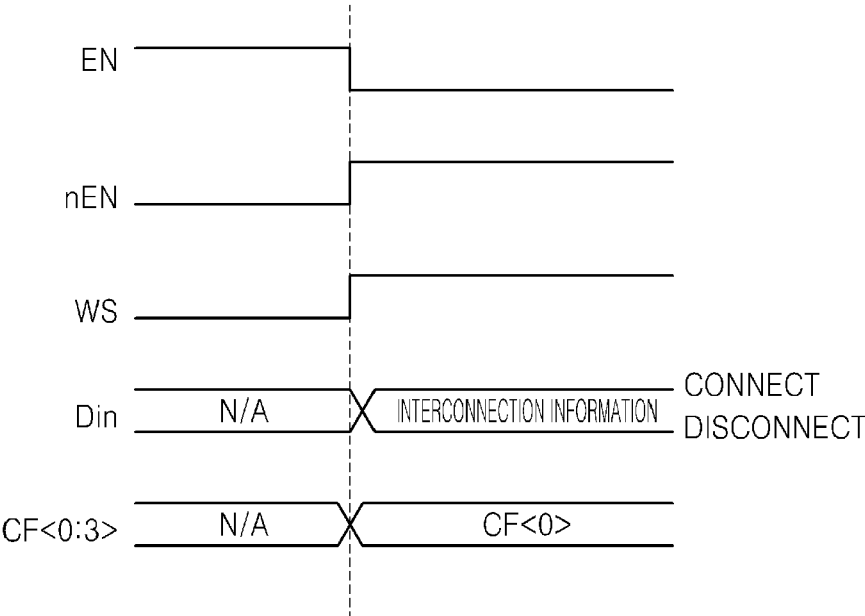 EN
nEN
WS
CONNECT
Din N/A INTERCONNECTION INFORMATION
DISCONNECT
CF<0:3> N/A CF<0>